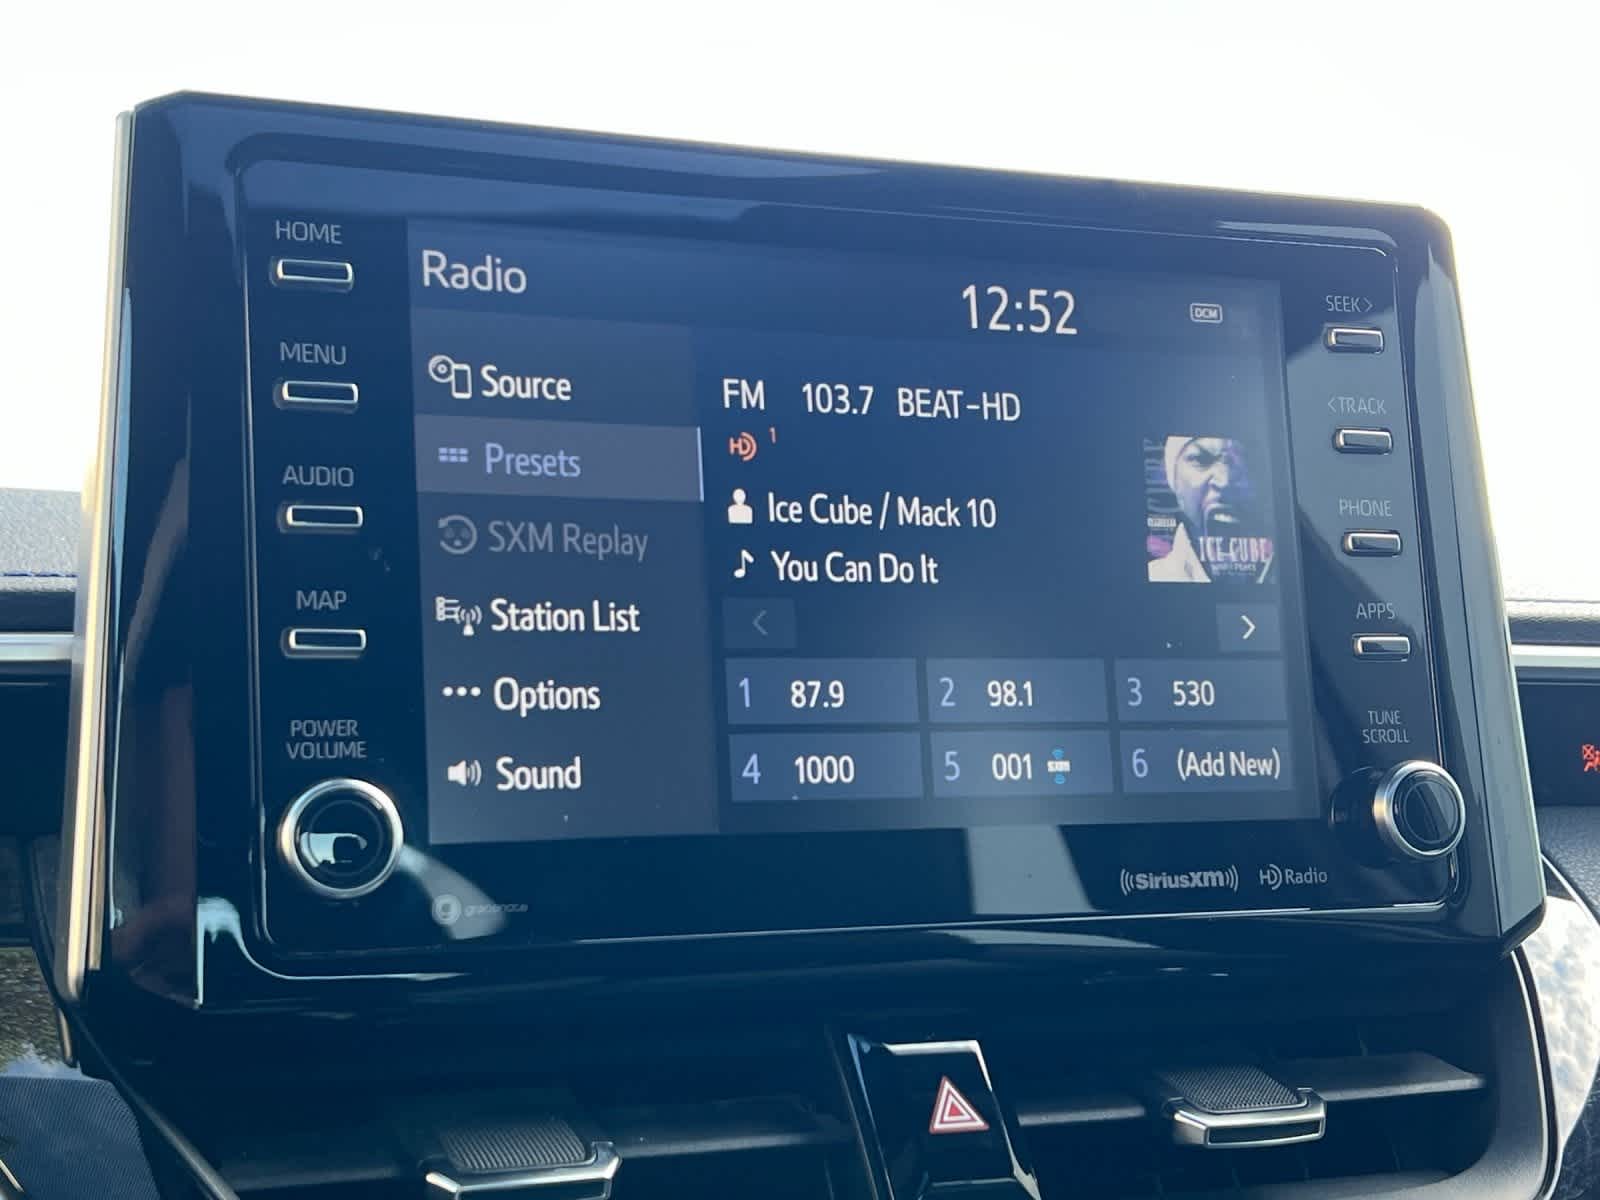 HOME
MENU
AUDIO
MAP
POWER
VOLUME
Radio
12:52
DCM
Source
Presets
SXM Replay
Station List
Options
Sound
FM 103.7 BEAT-HD
HD 1
Ice Cube / Mack 10
You Can Do It
ICE CUBE
< >
1 87.9
2 98.1
3 530
4 1000
5 001 SXM
6 (Add New)
SEEK >
< TRACK
PHONE
APPS
TUNE
SCROLL
gracenote
((SiriusXM))
HD Radio